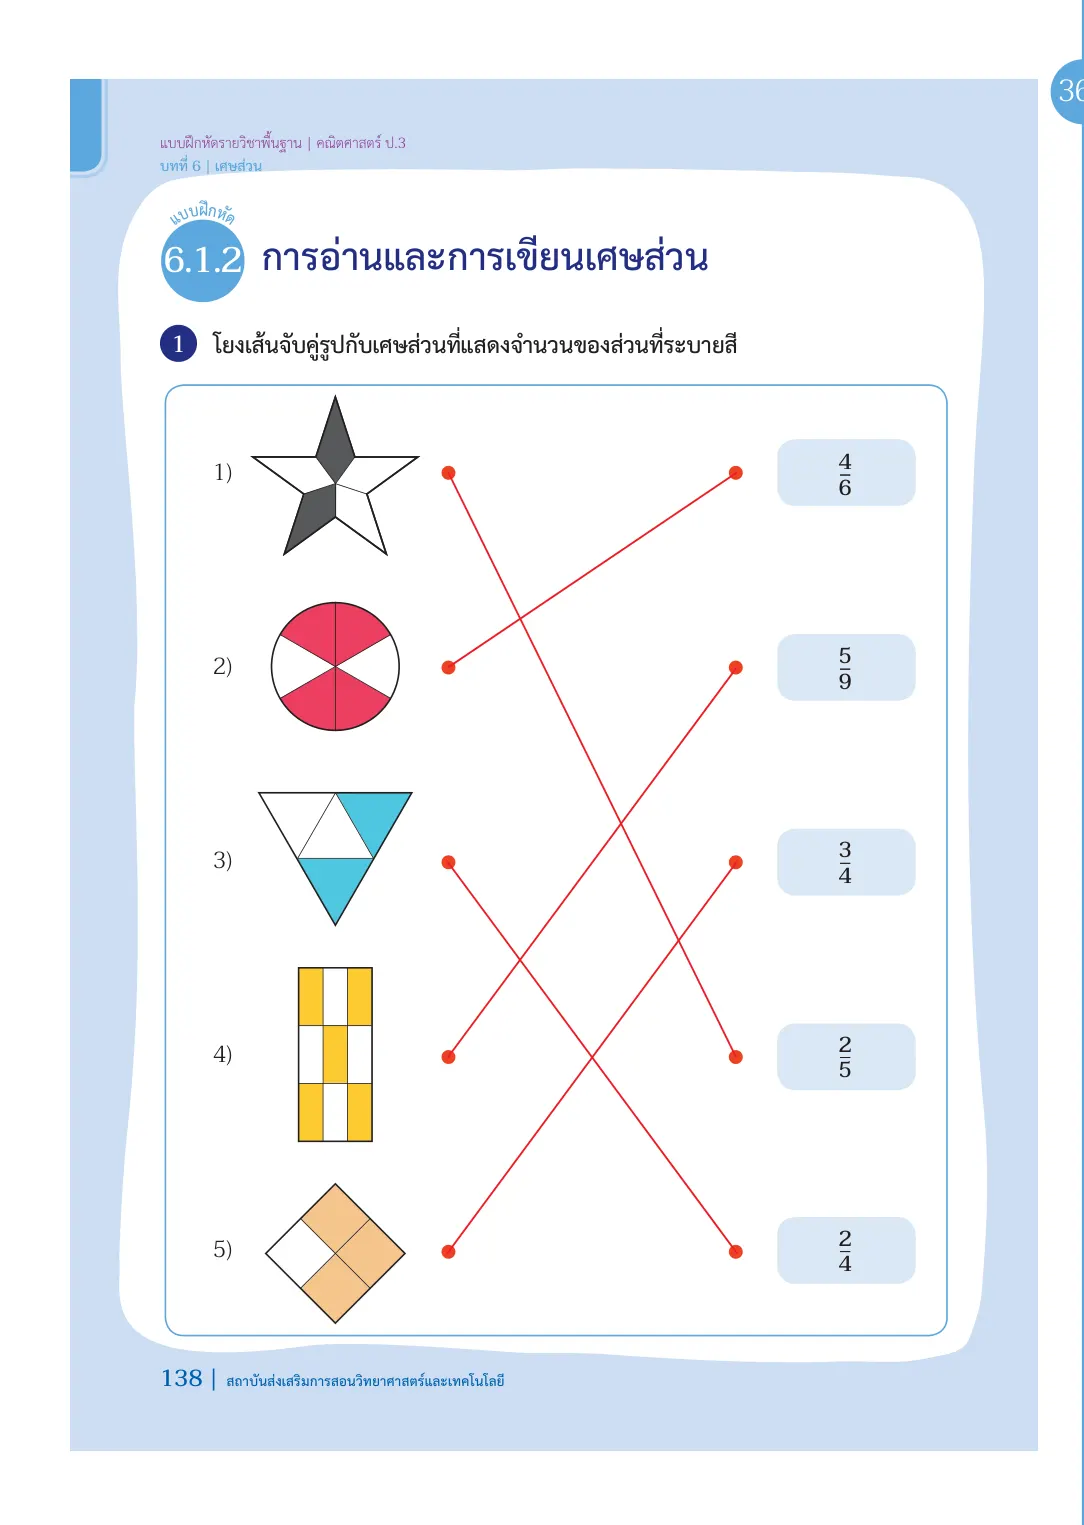 36
แบบฝึกหัดรายวิชาพื้นฐาน | คณิตศาสตร์ ป.3
บทที่ 6 | เศษส่วน
แบบฝึกหัด
6.1.2 การอ่านและการเขียนเศษส่วน
1 โยงเส้นจับคู่รูปกับเศษส่วนที่แสดงจำนวนของส่วนที่ระบายสี
1) 4/6
2) 5/9
3) 3/4
4) 2/5
5) 2/4
138 | สถาบันส่งเสริมการสอนวิทยาศาสตร์และเทคโนโลยี